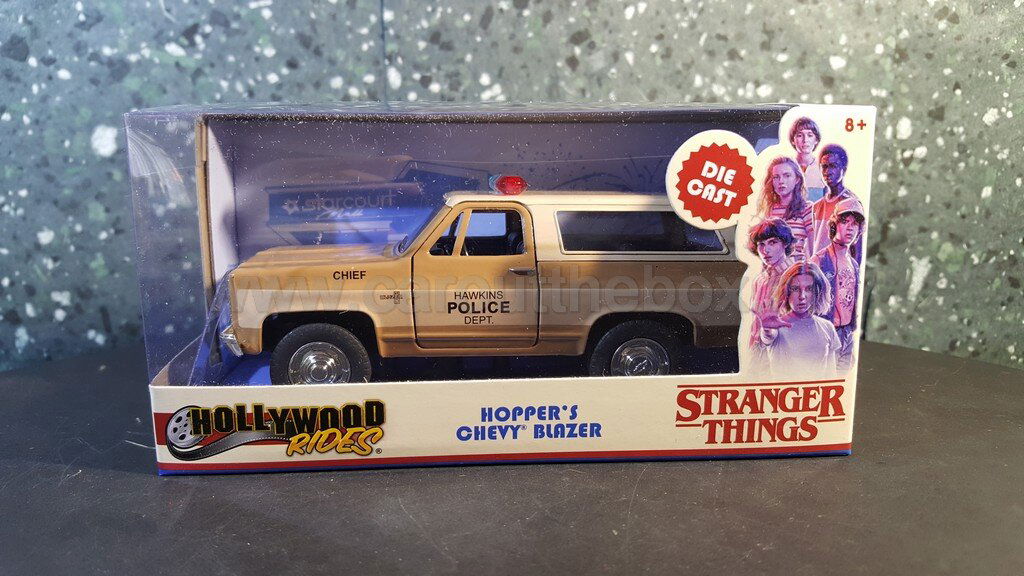 8+
DIE
CAST
starcourt
CHIEF
HAWKINS
POLICE
DEPT.
HOLLYWOOD
RIDES®
HOPPER'S
CHEVY® BLAZER
STRANGER
THINGS